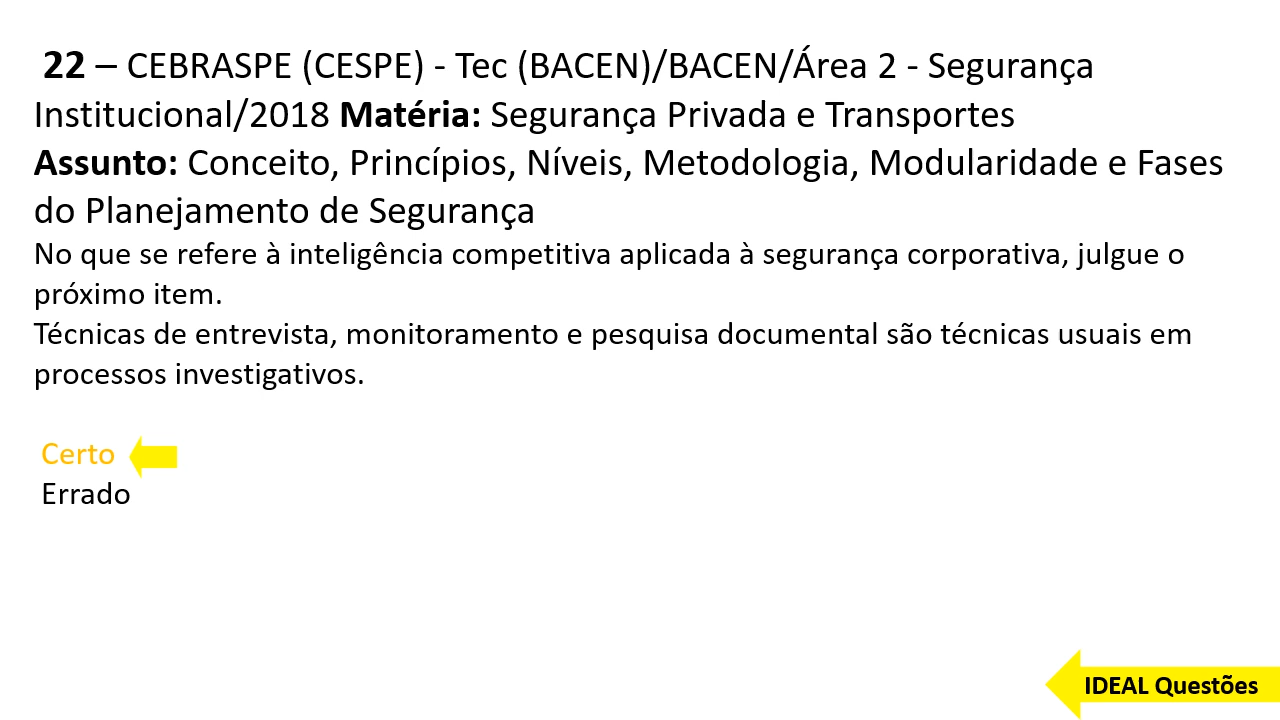 22 – CEBRASPE (CESPE) - Tec (BACEN)/BACEN/Área 2 - Segurança
Institucional/2018 Matéria: Segurança Privada e Transportes
Assunto: Conceito, Princípios, Níveis, Metodologia, Modularidade e Fases
do Planejamento de Segurança
No que se refere à inteligência competitiva aplicada à segurança corporativa, julgue o
próximo item.
Técnicas de entrevista, monitoramento e pesquisa documental são técnicas usuais em
processos investigativos.
Certo
Errado
IDEAL Questões